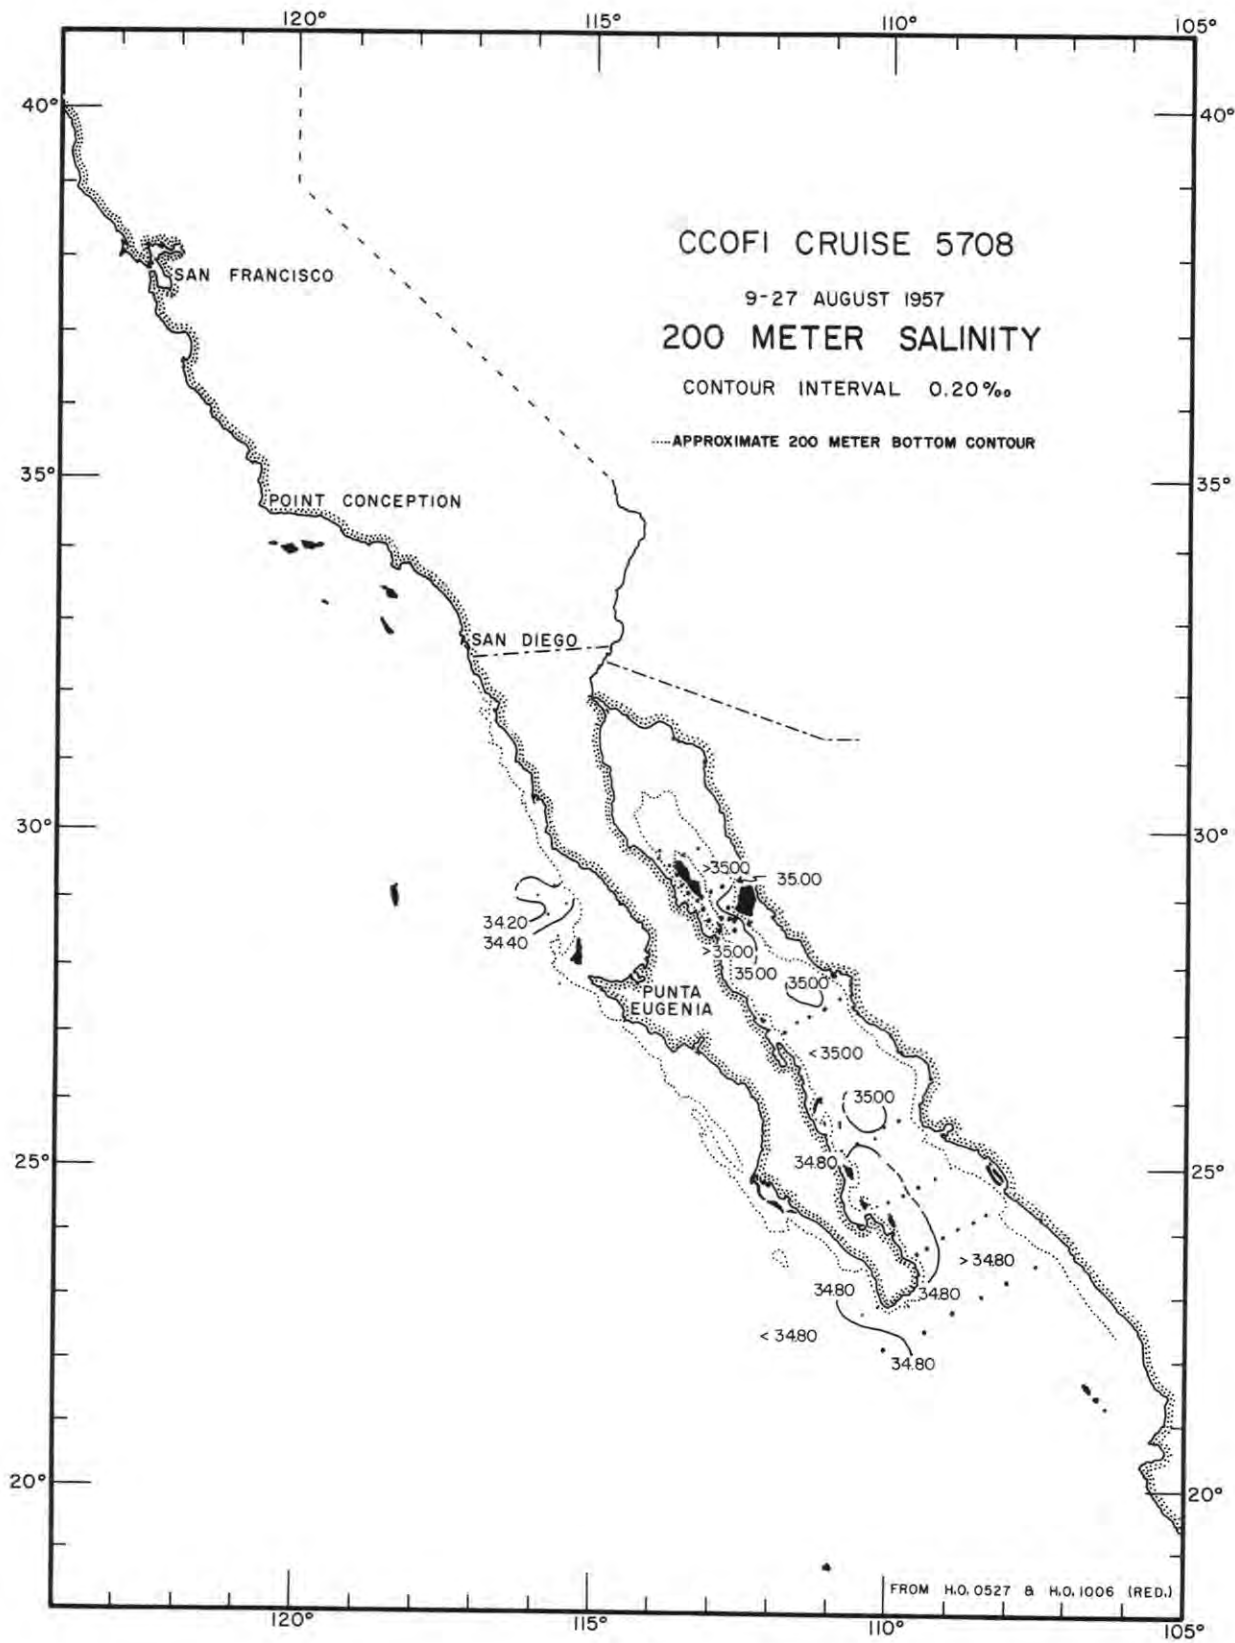 120° 115° 110° 105°
40° 40°
CCOFI CRUISE 5708
SAN FRANCISCO
9-27 AUGUST 1957
200 METER SALINITY
CONTOUR INTERVAL 0.20‰
.....APPROXIMATE 200 METER BOTTOM CONTOUR
35° 35°
POINT CONCEPTION
SAN DIEGO
30° 30°
>3500
35.00
34.20
34.40
>3500
3500
3500
PUNTA
EUGENIA
<3500
3500
34.80
25° 25°
>34.80
34.80
34.80
<34.80
34.80
20° 20°
FROM H.O. 0527 & H.O. 1006 (RED.)
120° 115° 110° 105°